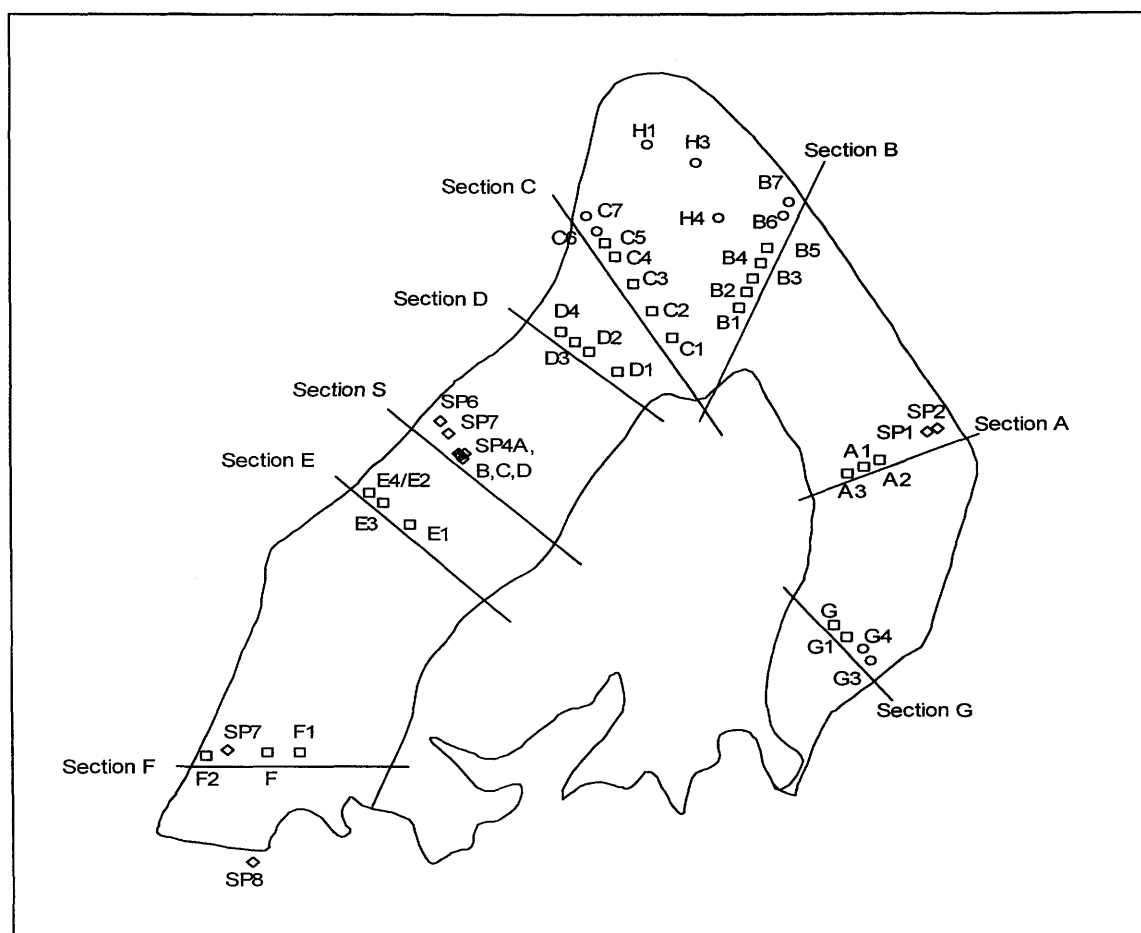 H1
H3
Section B
Section C
B7
C7
H4
B6
C6
C5
B5
C4
B4
C3
B3
Section D
B2
D4
C2
B1
D2
C1
D3
D1
Section S
SP6
SP2
SP7
SP1
Section A
SP4A,
A1
Section E
B,C,D
E4/E2
A2
A3
E3
E1
G
G4
G1
G3
Section G
SP7
F1
Section F
F2
F
SP8